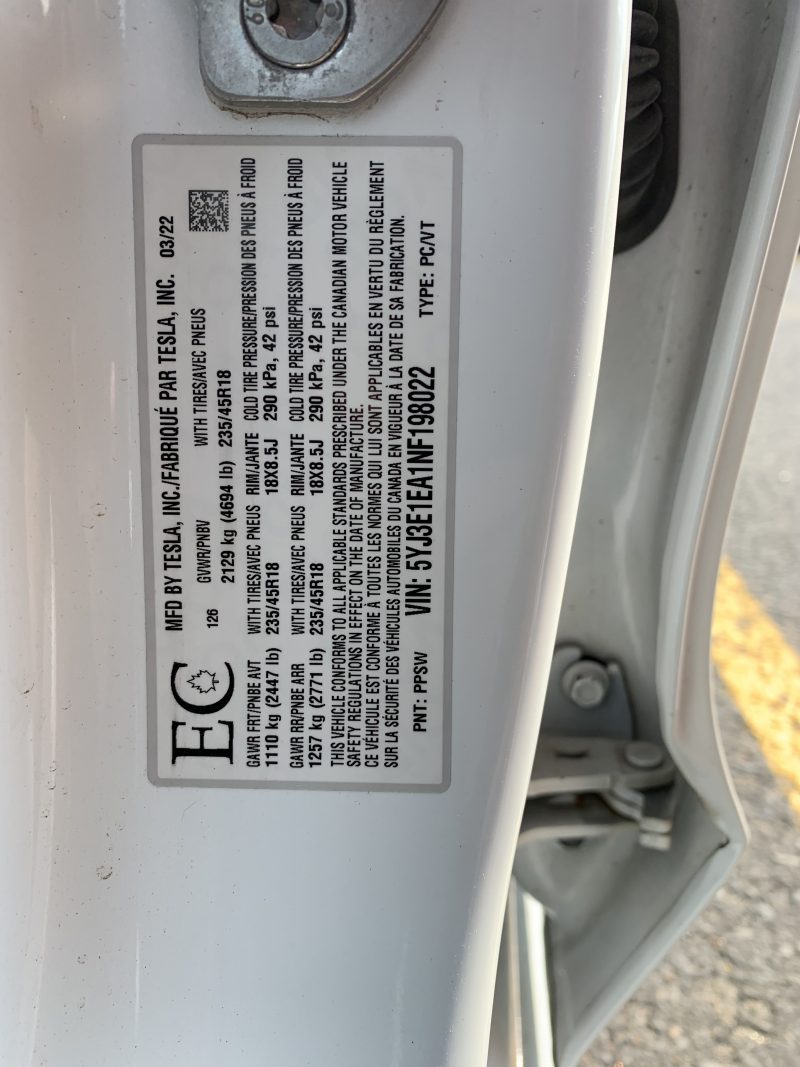 MFD BY TESLA, INC./FABRIQUÉ PAR TESLA, INC. 03/22
EC
126 GVWR/PNBV WITH TIRES/AVEC PNEUS
2129 kg (4694 lb) 235/45R18
GAWR FRT/PNBE AVT WITH TIRES/AVEC PNEUS RIM/JANTE COLD TIRE PRESSURE/PRESSION DES PNEUS À FROID
1110 kg (2447 lb) 235/45R18 18X8.5J 290 kPa, 42 psi
GAWR RR/PNBE ARR WITH TIRES/AVEC PNEUS RIM/JANTE COLD TIRE PRESSURE/PRESSION DES PNEUS À FROID
1257 kg (2771 lb) 235/45R18 18X8.5J 290 kPa, 42 psi
THIS VEHICLE CONFORMS TO ALL APPLICABLE STANDARDS PRESCRIBED UNDER THE CANADIAN MOTOR VEHICLE
SAFETY REGULATIONS IN EFFECT ON THE DATE OF MANUFACTURE.
CE VÉHICULE EST CONFORME À TOUTES LES NORMES QUI LUI SONT APPLICABLES EN VERTU DU RÈGLEMENT
SUR LA SÉCURITÉ DES VÉHICULES AUTOMOBILES DU CANADA EN VIGUEUR À LA DATE DE SA FABRICATION.
PNT: PPSW VIN: 5YJ3E1EA1NF198022 TYPE: PC/VT